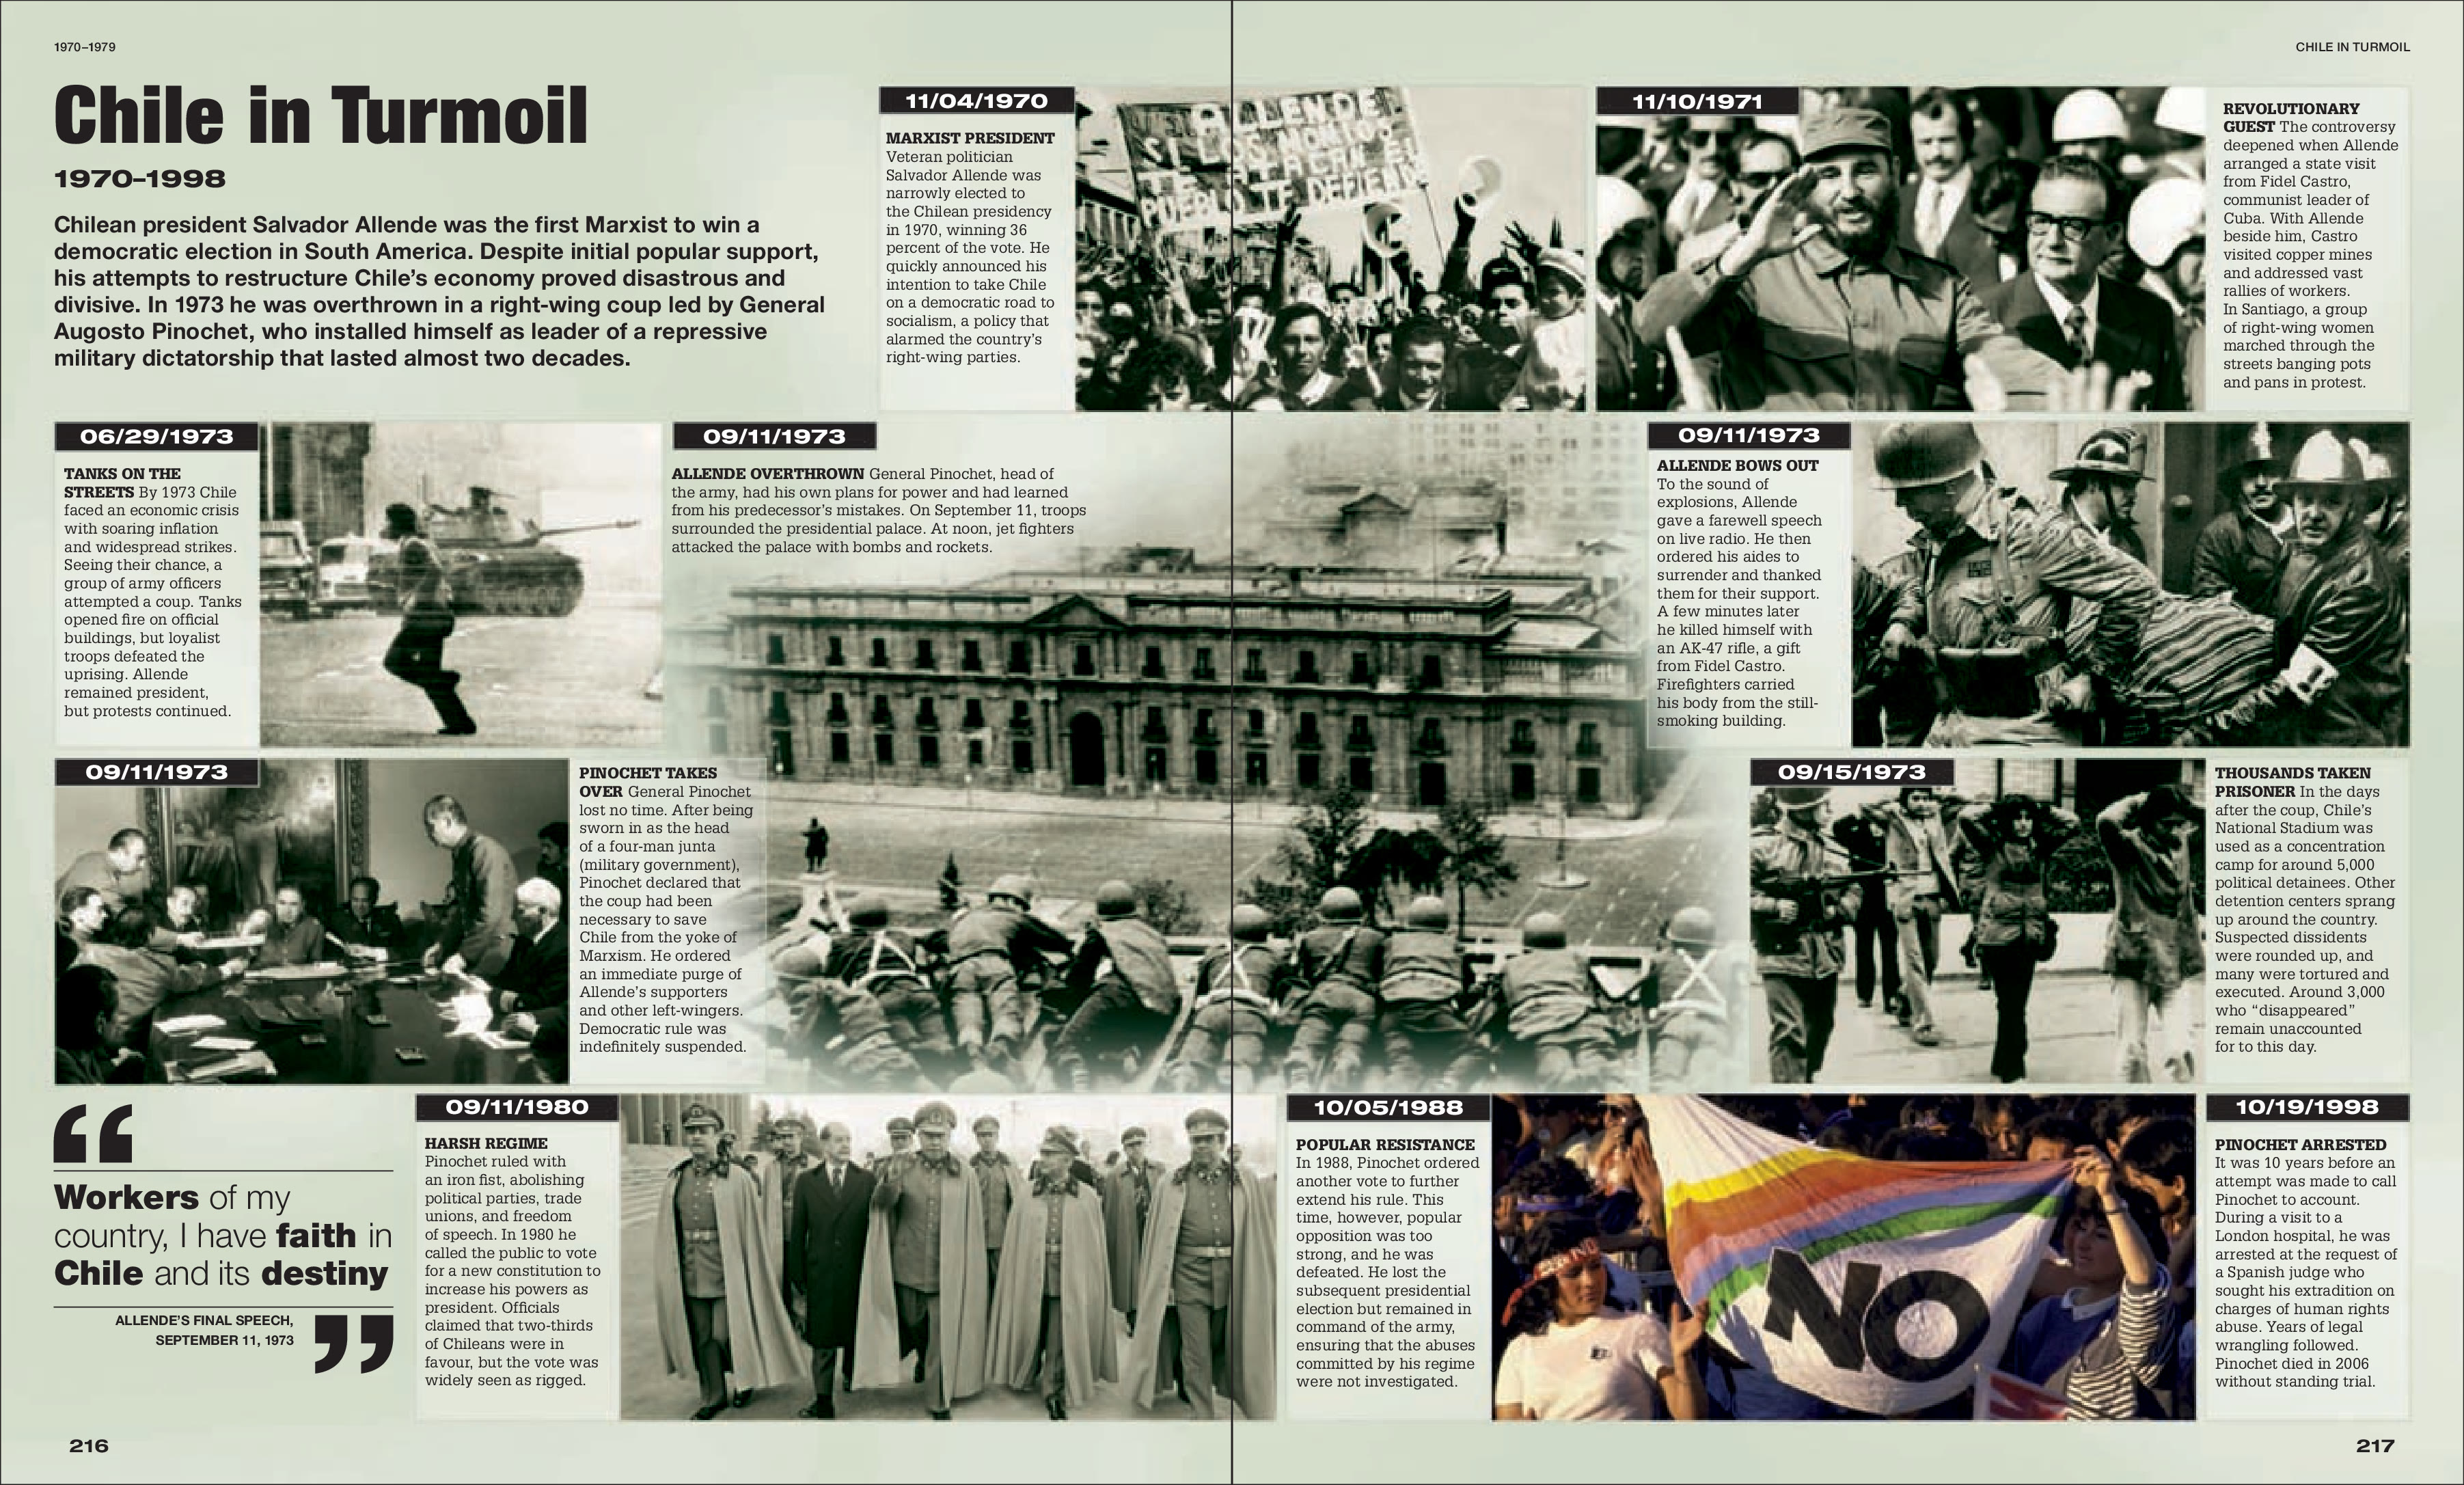 1970–1979
CHILE IN TURMOIL
Chile in Turmoil
1970–1998
Chilean president Salvador Allende was the first Marxist to win a
democratic election in South America. Despite initial popular support,
his attempts to restructure Chile’s economy proved disastrous and
divisive. In 1973 he was overthrown in a right-wing coup led by General
Augosto Pinochet, who installed himself as leader of a repressive
military dictatorship that lasted almost two decades.
11/04/1970
MARXIST PRESIDENT
Veteran politician
Salvador Allende was
narrowly elected to
the Chilean presidency
in 1970, winning 36
percent of the vote. He
quickly announced his
intention to take Chile
on a democratic road to
socialism, a policy that
alarmed the country’s
right-wing parties.
ALLENDE
PUEBLO TE DEFIEN
11/10/1971
REVOLUTIONARY
GUEST The controversy
deepened when Allende
arranged a state visit
from Fidel Castro,
communist leader of
Cuba. With Allende
beside him, Castro
visited copper mines
and addressed vast
rallies of workers.
In Santiago, a group
of right-wing women
marched through the
streets banging pots
and pans in protest.
06/29/1973
TANKS ON THE
STREETS By 1973 Chile
faced an economic crisis
with soaring inflation
and widespread strikes.
Seeing their chance, a
group of army officers
attempted a coup. Tanks
opened fire on official
buildings, but loyalist
troops defeated the
uprising. Allende
remained president,
but protests continued.
09/11/1973
ALLENDE OVERTHROWN General Pinochet, head of
the army, had his own plans for power and had learned
from his predecessor’s mistakes. On September 11, troops
surrounded the presidential palace. At noon, jet fighters
attacked the palace with bombs and rockets.
09/11/1973
ALLENDE BOWS OUT
To the sound of
explosions, Allende
gave a farewell speech
on live radio. He then
ordered his aides to
surrender and thanked
them for their support.
A few minutes later
he killed himself with
an AK-47 rifle, a gift
from Fidel Castro.
Firefighters carried
his body from the still-
smoking building.
09/11/1973
PINOCHET TAKES
OVER General Pinochet
lost no time. After being
sworn in as the head
of a four-man junta
(military government),
Pinochet declared that
the coup had been
necessary to save
Chile from the yoke of
Marxism. He ordered
an immediate purge of
Allende’s supporters
and other left-wingers.
Democratic rule was
indefinitely suspended.
09/15/1973
THOUSANDS TAKEN
PRISONER In the days
after the coup, Chile’s
National Stadium was
used as a concentration
camp for around 5,000
political detainees. Other
detention centers sprang
up around the country.
Suspected dissidents
were rounded up, and
many were tortured and
executed. Around 3,000
who “disappeared”
remain unaccounted
for to this day.
“
Workers of my
country, I have faith in
Chile and its destiny
ALLENDE’S FINAL SPEECH,
SEPTEMBER 11, 1973
”
09/11/1980
HARSH REGIME
Pinochet ruled with
an iron fist, abolishing
political parties, trade
unions, and freedom
of speech. In 1980 he
called the public to vote
for a new constitution to
increase his powers as
president. Officials
claimed that two-thirds
of Chileans were in
favour, but the vote was
widely seen as rigged.
10/05/1988
POPULAR RESISTANCE
In 1988, Pinochet ordered
another vote to further
extend his rule. This
time, however, popular
opposition was too
strong, and he was
defeated. He lost the
subsequent presidential
election but remained in
command of the army,
ensuring that the abuses
committed by his regime
were not investigated.
NO
10/19/1998
PINOCHET ARRESTED
It was 10 years before an
attempt was made to call
Pinochet to account.
During a visit to a
London hospital, he was
arrested at the request of
a Spanish judge who
sought his extradition on
charges of human rights
abuse. Years of legal
wrangling followed.
Pinochet died in 2006
without standing trial.
216
217